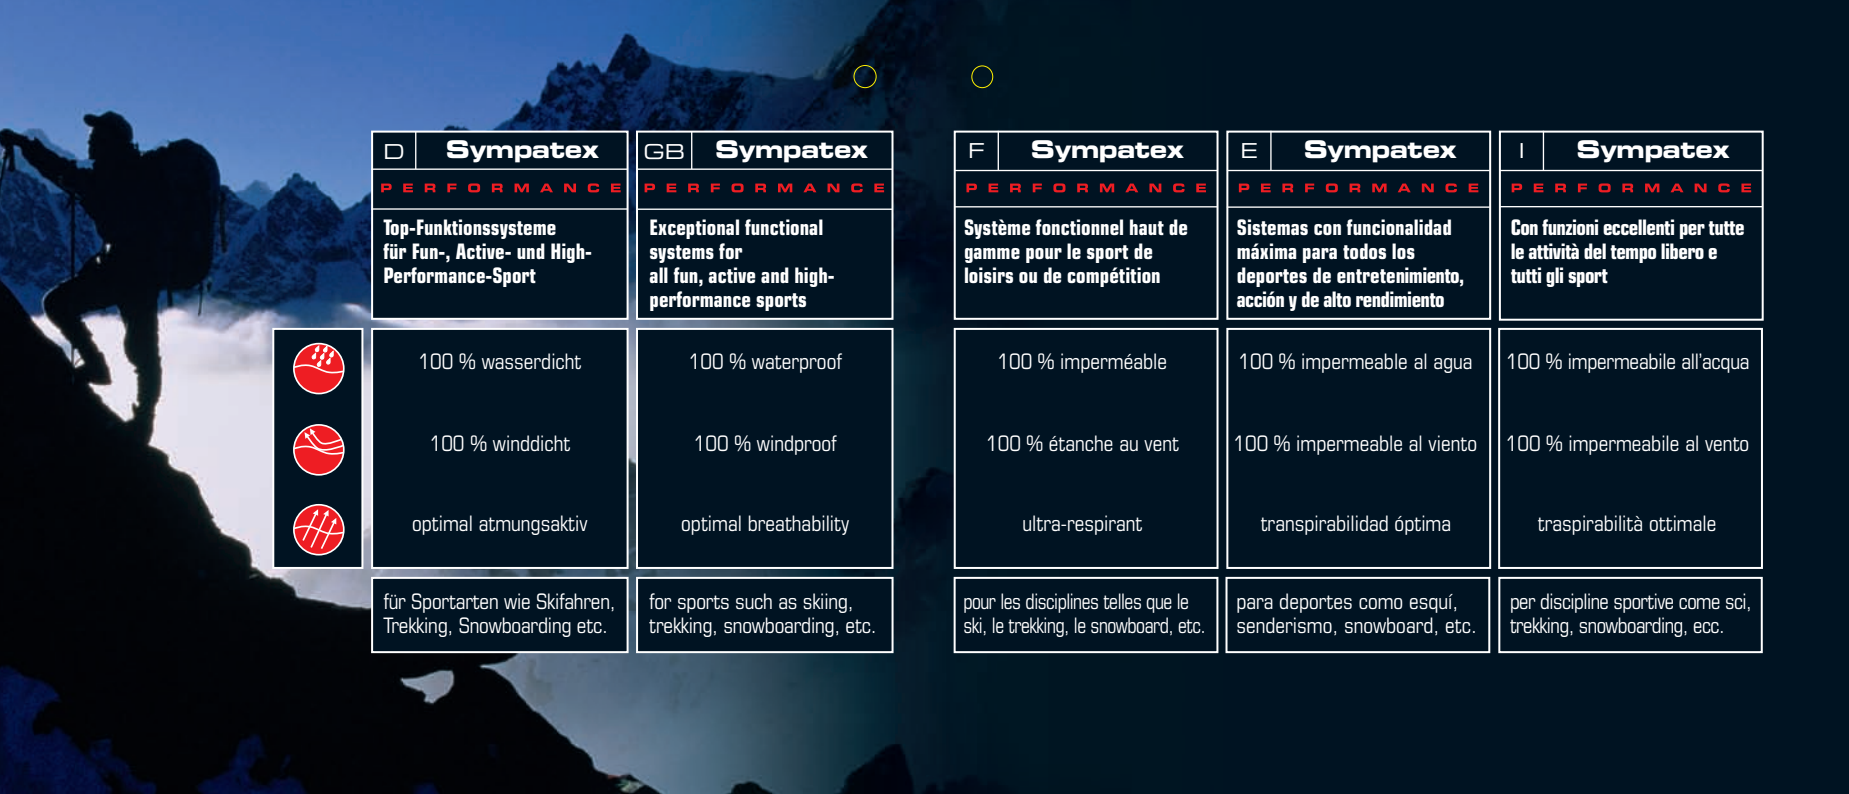 D
Sympatex
PERFORMANCE
Top-Funktionssysteme
für Fun-, Active- und High-
Performance-Sport
100 % wasserdicht
100 % winddicht
optimal atmungsaktiv
für Sportarten wie Skifahren,
Trekking, Snowboarding etc.
GB
Sympatex
PERFORMANCE
Exceptional functional
systems for
all fun, active and high-
performance sports
100 % waterproof
100 % windproof
optimal breathability
for sports such as skiing,
trekking, snowboarding, etc.
F
Sympatex
PERFORMANCE
Système fonctionnel haut de
gamme pour le sport de
loisirs ou de compétition
100 % imperméable
100 % étanche au vent
ultra-respirant
pour les disciplines telles que le
ski, le trekking, le snowboard, etc.
E
Sympatex
PERFORMANCE
Sistemas con funcionalidad
máxima para todos los
deportes de entretenimiento,
acción y de alto rendimiento
100 % impermeable al agua
100 % impermeable al viento
transpirabilidad óptima
para deportes como esquí,
senderismo, snowboard, etc.
I
Sympatex
PERFORMANCE
Con funzioni eccellenti per tutte
le attività del tempo libero e
tutti gli sport
100 % impermeabile all'acqua
100 % impermeabile al vento
traspirabilità ottimale
per discipline sportive come sci,
trekking, snowboarding, ecc.